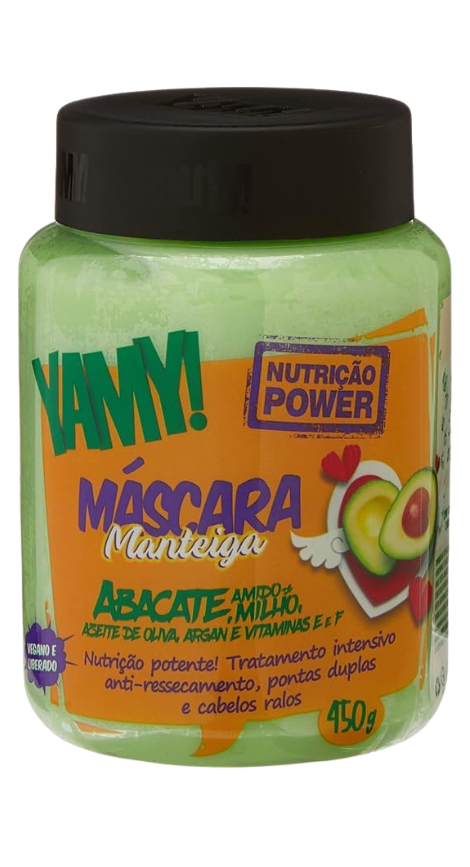 YAMY!
NUTRIÇÃO
POWER
MÁSCARA
Manteiga
ABACATE, AMIDO DE MILHO,
AZEITE DE OLIVA, ARGAN E VITAMINAS E e F
VEGANO E
LIBERADO
Nutrição potente! Tratamento intensivo
anti-ressecamento, pontas duplas
e cabelos ralos
450g